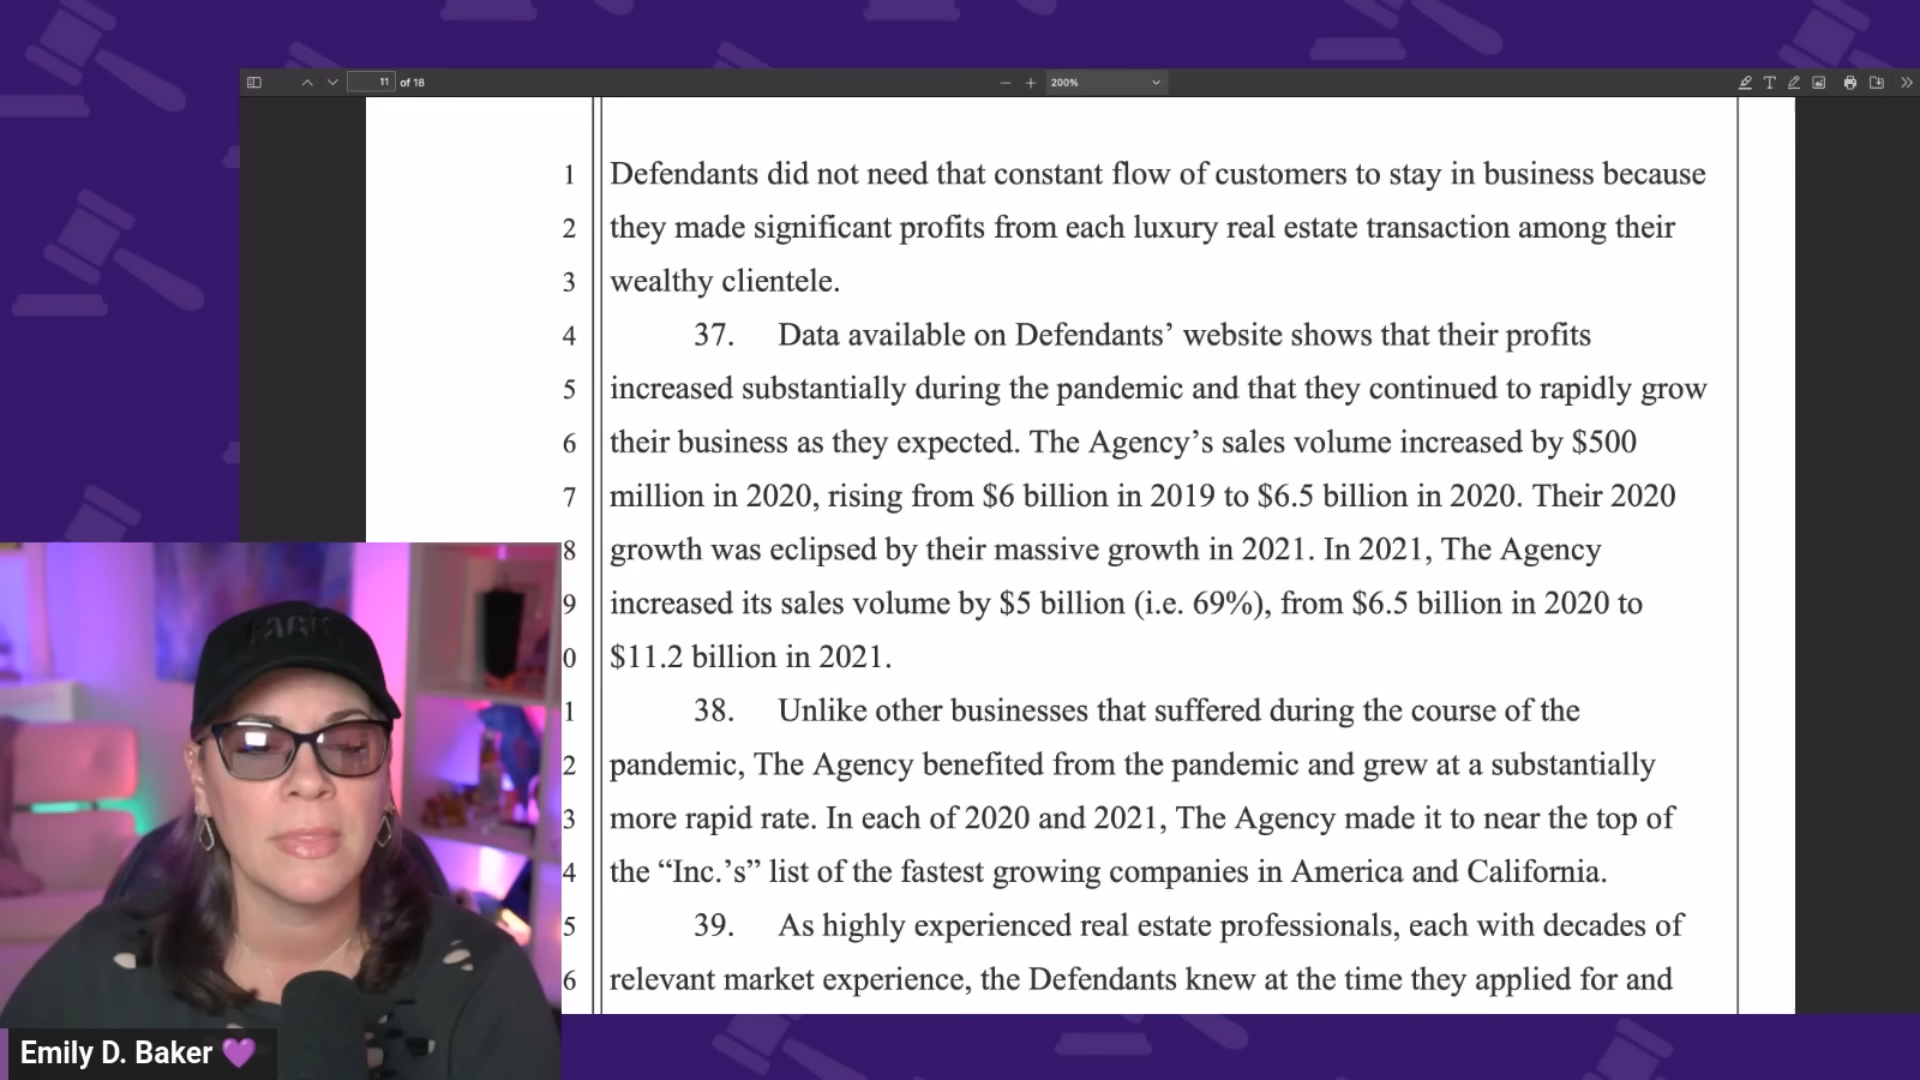 11 of 18
200%
1 Defendants did not need that constant flow of customers to stay in business because
2 they made significant profits from each luxury real estate transaction among their
3 wealthy clientele.
4 37. Data available on Defendants’ website shows that their profits
5 increased substantially during the pandemic and that they continued to rapidly grow
6 their business as they expected. The Agency’s sales volume increased by $500
7 million in 2020, rising from $6 billion in 2019 to $6.5 billion in 2020. Their 2020
8 growth was eclipsed by their massive growth in 2021. In 2021, The Agency
9 increased its sales volume by $5 billion (i.e. 69%), from $6.5 billion in 2020 to
0 $11.2 billion in 2021.
1 38. Unlike other businesses that suffered during the course of the
2 pandemic, The Agency benefited from the pandemic and grew at a substantially
3 more rapid rate. In each of 2020 and 2021, The Agency made it to near the top of
4 the “Inc.’s” list of the fastest growing companies in America and California.
5 39. As highly experienced real estate professionals, each with decades of
6 relevant market experience, the Defendants knew at the time they applied for and
Emily D. Baker 💜